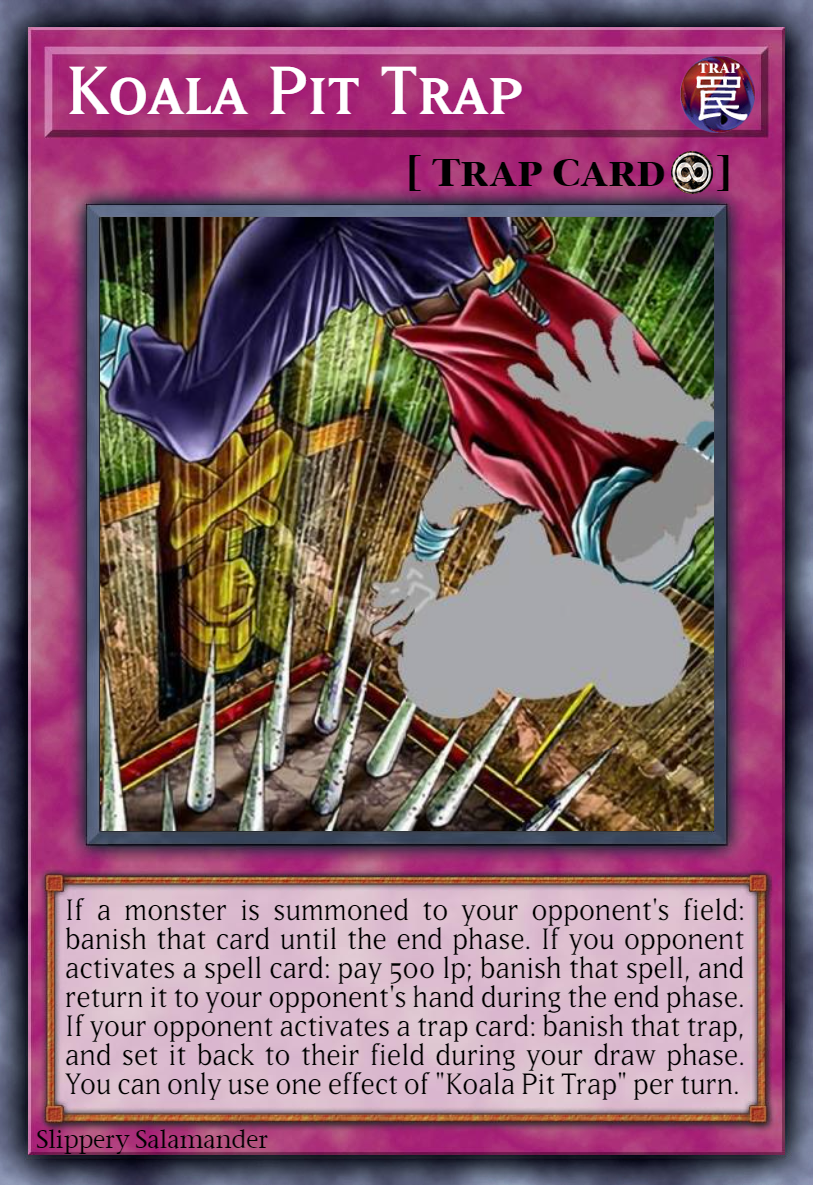 Koala Pit Trap
TRAP
罠
[ Trap Card ]
If a monster is summoned to your opponent's field:
banish that card until the end phase. If you opponent
activates a spell card: pay 500 lp; banish that spell, and
return it to your opponent's hand during the end phase.
If your opponent activates a trap card: banish that trap,
and set it back to their field during your draw phase.
You can only use one effect of "Koala Pit Trap" per turn.
Slippery Salamander